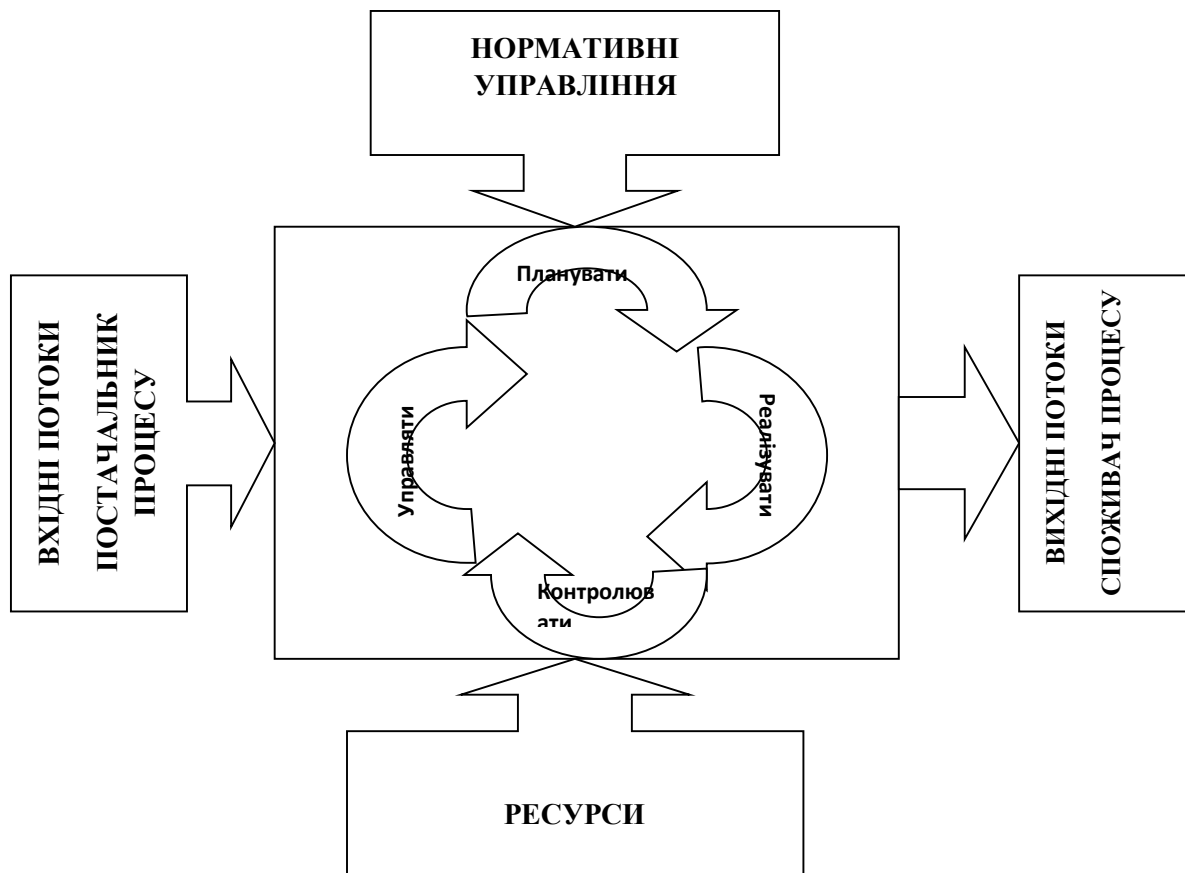 НОРМАТИВНІ
УПРАВЛІННЯ
Планувати
ВХІДНІ ПОТОКИ
ПОСТАЧАЛЬНИК
ПРОЦЕСУ
Управляти
Реалізувати
ВИХІДНІ ПОТОКИ
СПОЖИВАЧ ПРОЦЕСУ
Контролюв
ати
РЕСУРСИ